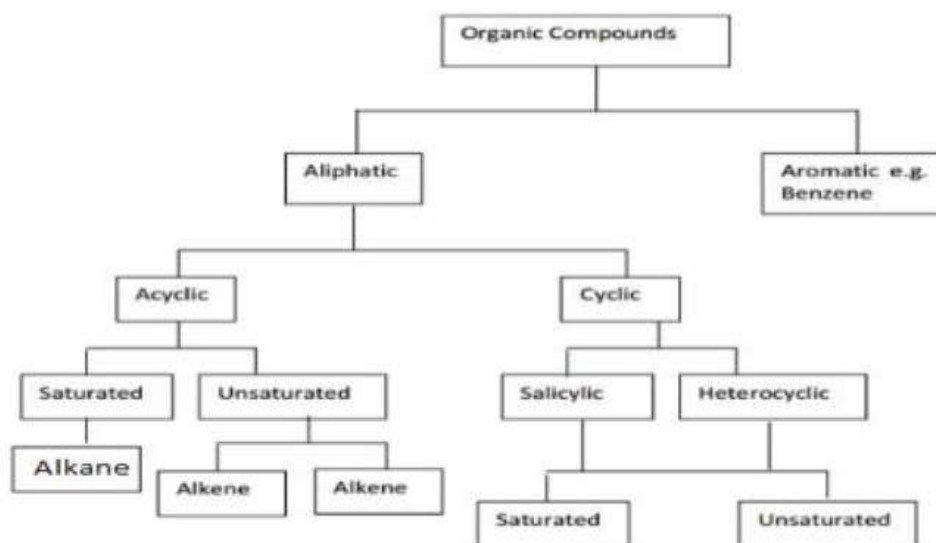 Organic Compounds
Aliphatic
Aromatic e.g.
Benzene
Acyclic
Cyclic
Saturated
Unsaturated
Salicylic
Heterocyclic
Alkane
Alkene
Alkene
Saturated
Unsaturated